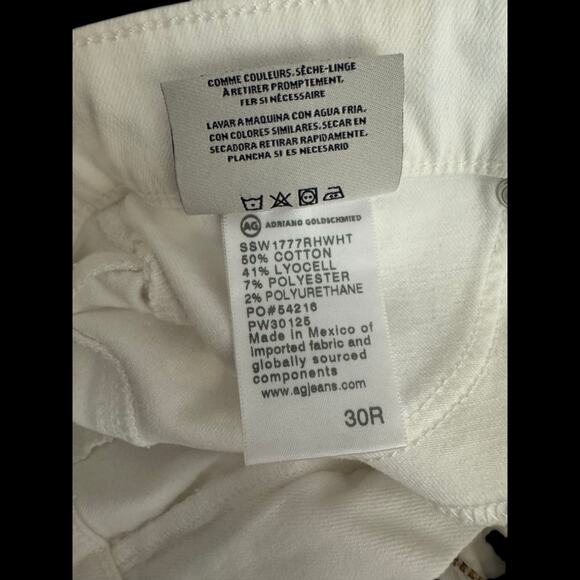 COMME COULEURS. SÈCHE-LINGE
À RETIRER PROMPTEMENT.
FER SI NÉCESSAIRE
LAVAR A MAQUINA CON AGUA FRIA.
CON COLORES SIMILARES. SECAR EN
SECADORA RETIRAR RAPIDAMENTE.
PLANCHA SI ES NECESARIO
AG ADRIANO GOLDSCHMIED
SSW1777RHWHT
50% COTTON
41% LYOCELL
7% POLYESTER
2% POLYURETHANE
PO#54216
PW30125
Made in Mexico of
imported fabric and
globally sourced
components
www.agjeans.com
30R